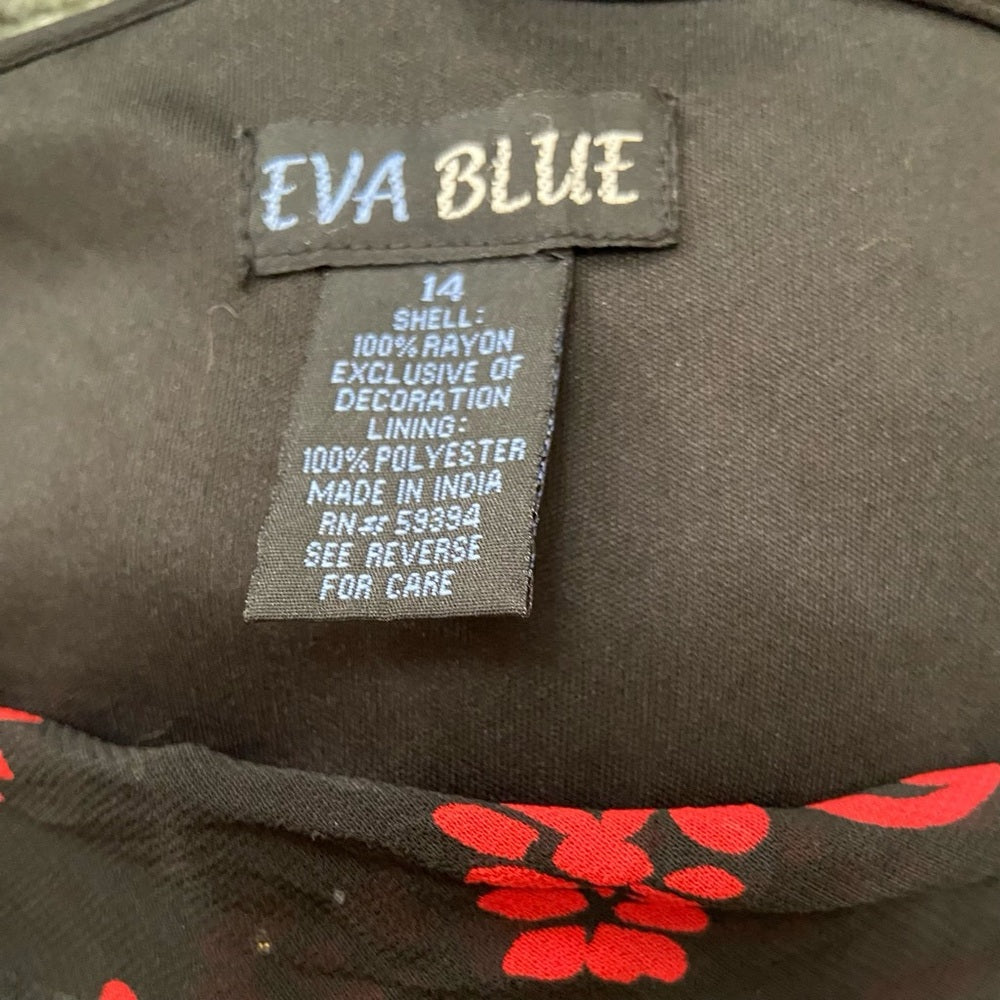 EVA BLUE
14
SHELL:
100% RAYON
EXCLUSIVE OF
DECORATION
LINING:
100% POLYESTER
MADE IN INDIA
RN# 59394
SEE REVERSE
FOR CARE